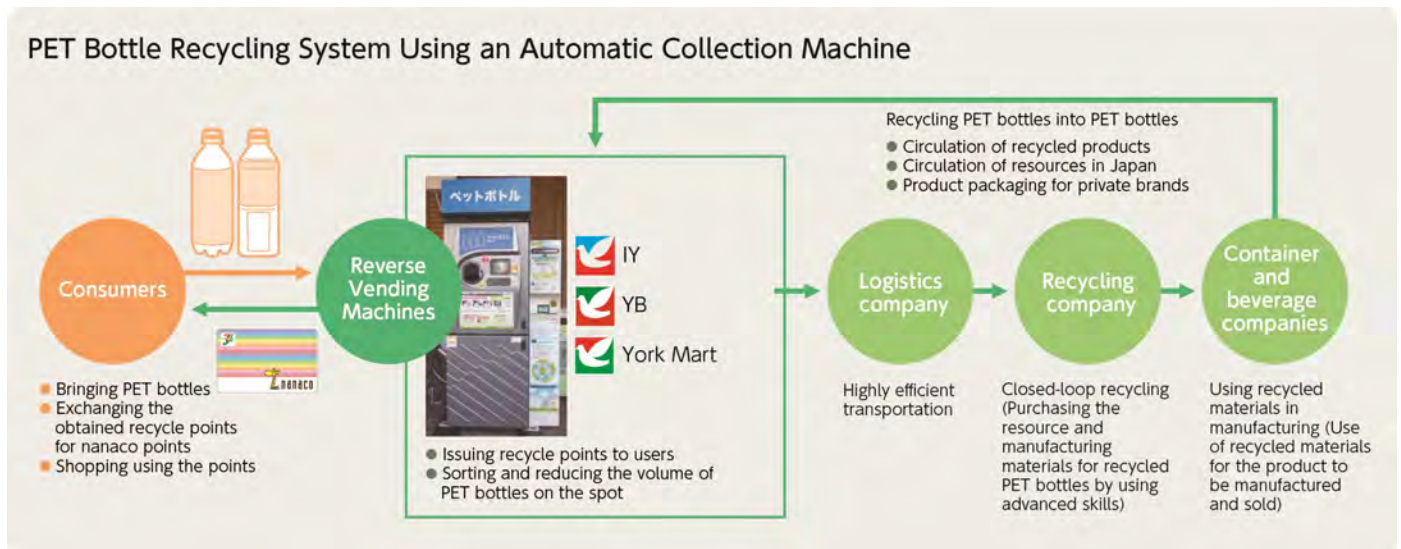 PET Bottle Recycling System Using an Automatic Collection Machine
Recycling PET bottles into PET bottles
● Circulation of recycled products
● Circulation of resources in Japan
● Product packaging for private brands
ペットボトル
Consumers
Reverse
Vending
Machines
IY
YB
York Mart
Logistics
company
Recycling
company
Container
and
beverage
companies
nanaco
■ Bringing PET bottles
● Exchanging the
obtained recycle points
for nanaco points
■ Shopping using the points
● Issuing recycle points to users
● Sorting and reducing the volume of
PET bottles on the spot
Highly efficient
transportation
Closed-loop recycling
(Purchasing the
resource and
manufacturing
materials for recycled
PET bottles by using
advanced skills)
Using recycled
materials in
manufacturing (Use
of recycled materials
for the product to
be manufactured
and sold)